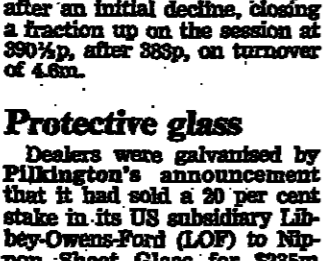 after an initial decline, closing
a fraction up on the session at
390½p, after 383p, on turnover
of 4.6m.
Protective glass
Dealers were galvanised by
Pilkington's announcement
that it had sold a 20 per cent
stake in its US subsidiary Lib-
bey-Owens-Ford (LOF) to Nip-
pon Sheet Glass for $235m